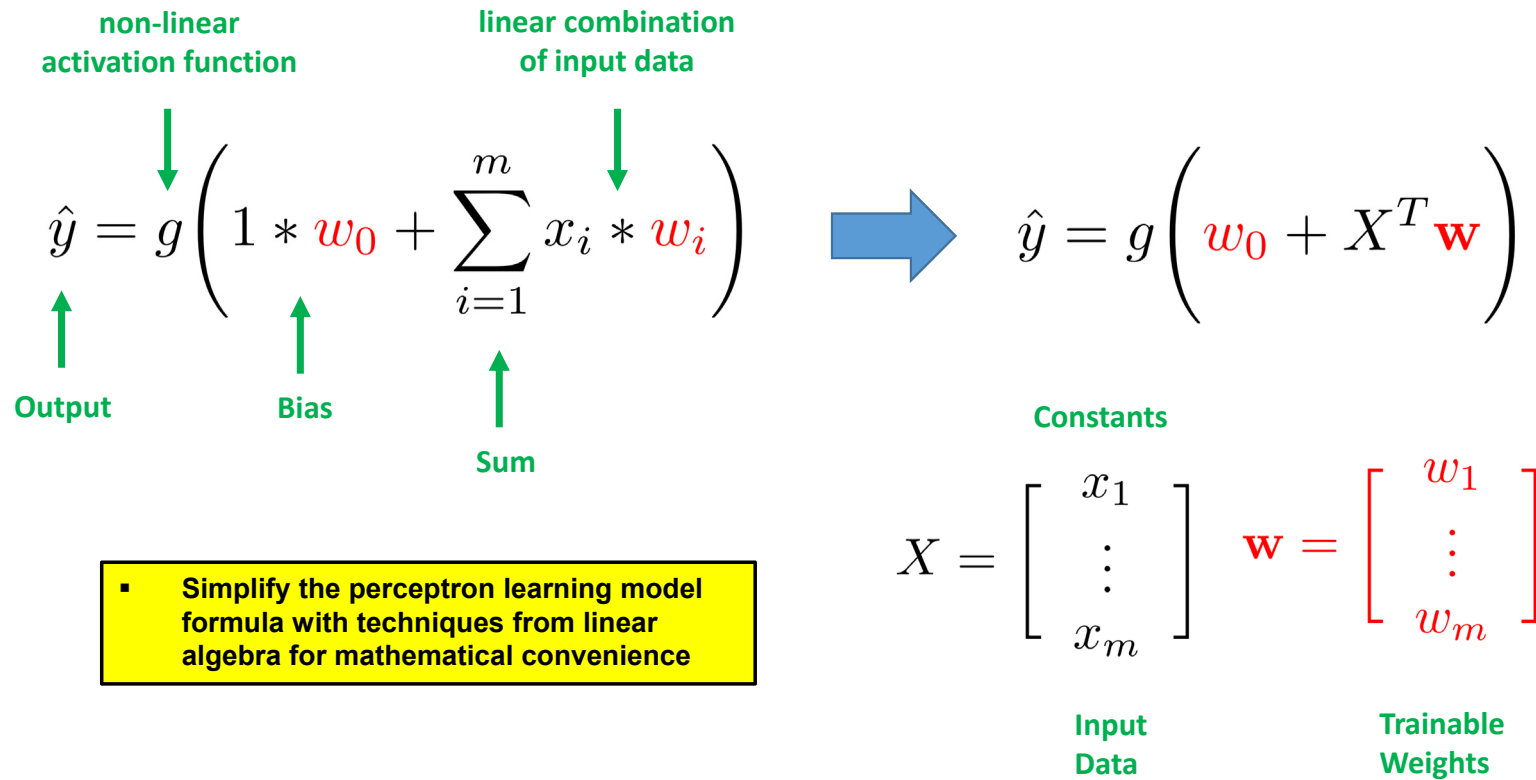 non-linear
activation function
linear combination
of input data
ŷ = g(1 * w₀ + ∑ᵢ₌₁ᵐ xᵢ * wᵢ)
ŷ = g(w₀ + Xᵀ𝐰)
Output
Bias
Sum
▪ Simplify the perceptron learning model
formula with techniques from linear
algebra for mathematical convenience
Constants
X = [ x₁ ⋮ xₘ ]
𝐰 = [ w₁ ⋮ wₘ ]
Input
Data
Trainable
Weights